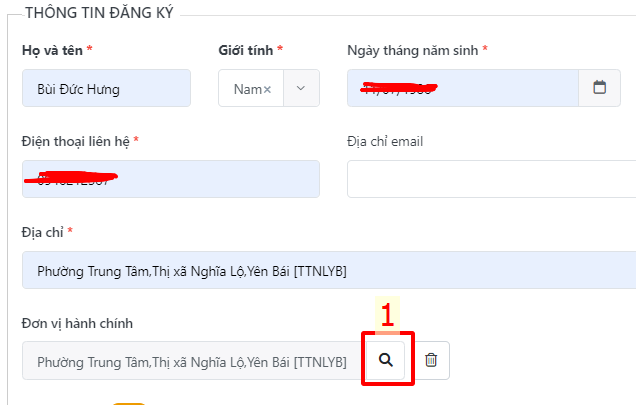 THÔNG TIN ĐĂNG KÝ
Họ và tên * Giới tính * Ngày tháng năm sinh *
Bùi Đức Hưng Nam×
Điện thoại liên hệ * Địa chỉ email
Địa chỉ *
Phường Trung Tâm,Thị xã Nghĩa Lộ,Yên Bái [TTNLYB]
1
Đơn vị hành chính
Phường Trung Tâm,Thị xã Nghĩa Lộ,Yên Bái [TTNLYB]